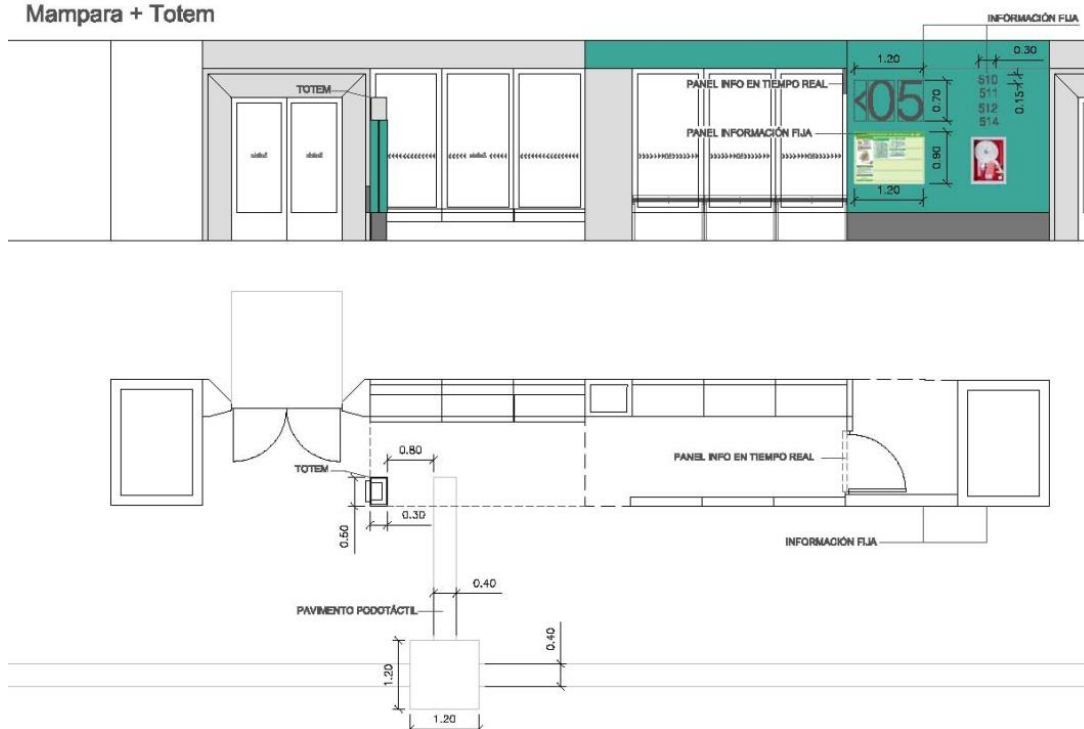 Mampara + Totem
INFORMACIÓN FIJA
1.20
0.30
TOTEM
PANEL INFO EN TIEMPO REAL
<05
0.70
510
511
512
514
0.15
PANEL INFORMACIÓN FIJA
0.90
1.20
0.80
TOTEM
PANEL INFO EN TIEMPO REAL
0.30
0.50
INFORMACIÓN FIJA
0.40
PAVIMENTO PODOTÁCTIL
0.40
1.20
1.20